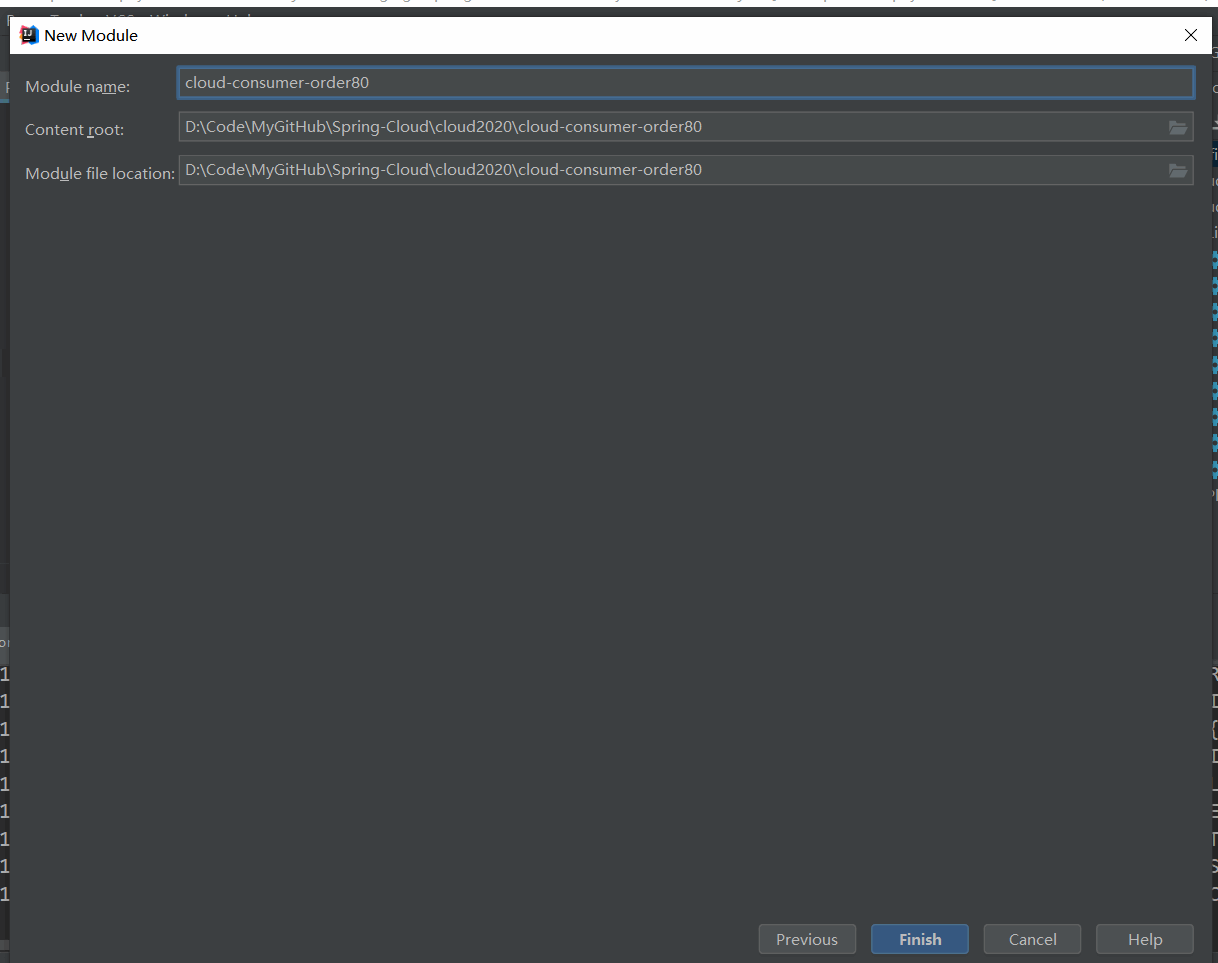 New Module
Module name: cloud-consumer-order80
Content root: D:\Code\MyGitHub\Spring-Cloud\cloud2020\cloud-consumer-order80
Module file location: D:\Code\MyGitHub\Spring-Cloud\cloud2020\cloud-consumer-order80
Previous Finish Cancel Help